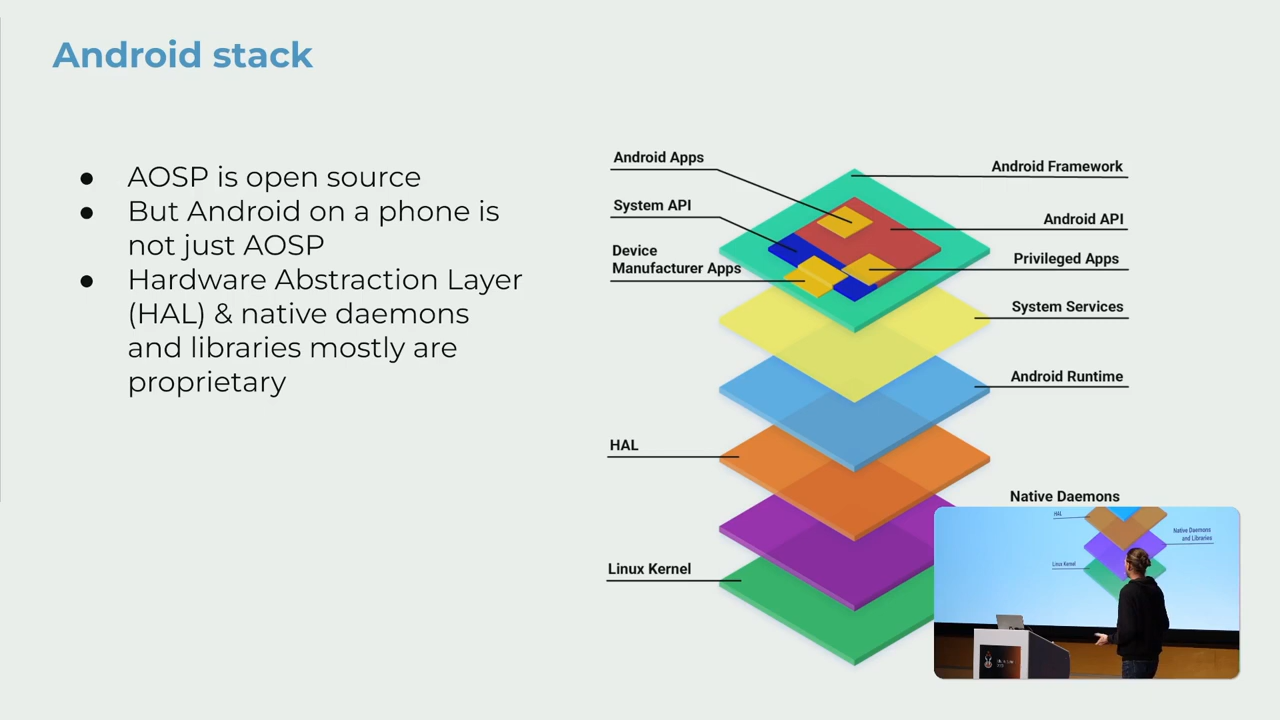 Android stack
● AOSP is open source
● But Android on a phone is
not just AOSP
● Hardware Abstraction Layer
(HAL) & native daemons
and libraries mostly are
proprietary
Android Apps
Android Framework
System API
Android API
Device
Manufacturer Apps
Privileged Apps
System Services
Android Runtime
HAL
Native Daemons
Linux Kernel
HAL
Native Daemons
and Libraries
Linux Kernel